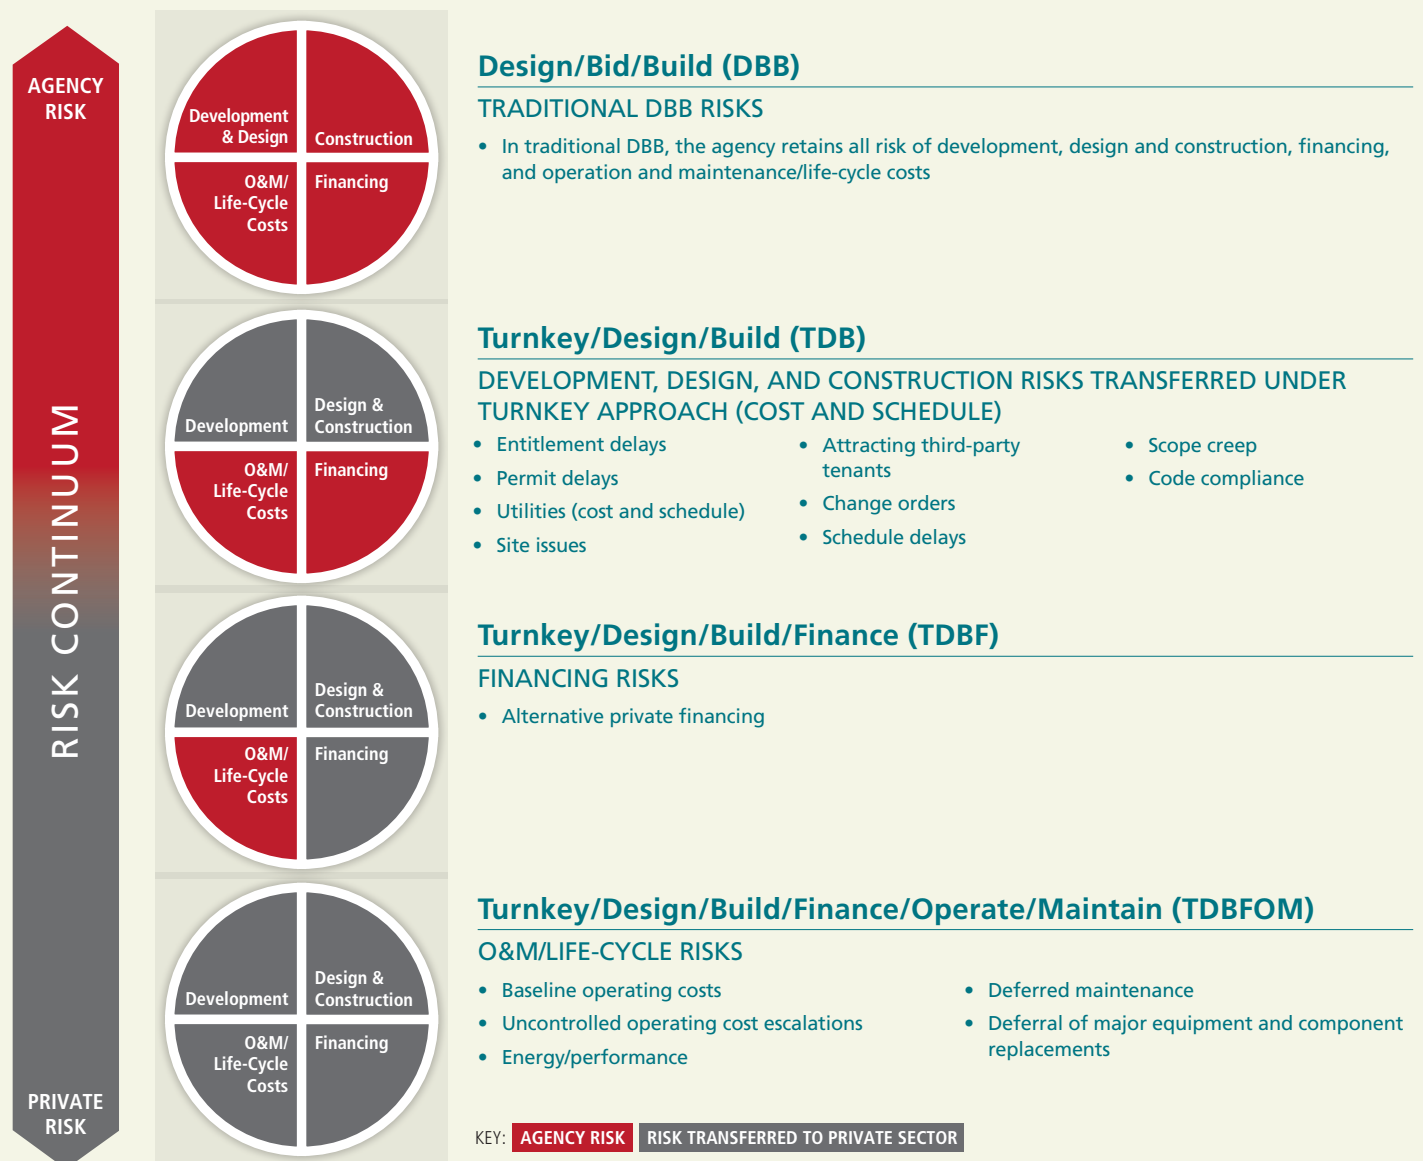 AGENCY
RISK
RISK CONTINUUM
PRIVATE
RISK
Development
& Design
Construction
O&M/
Life-Cycle
Costs
Financing
Design/Bid/Build (DBB)
TRADITIONAL DBB RISKS
• In traditional DBB, the agency retains all risk of development, design and construction, financing,
and operation and maintenance/life-cycle costs
Development
Design &
Construction
O&M/
Life-Cycle
Costs
Financing
Turnkey/Design/Build (TDB)
DEVELOPMENT, DESIGN, AND CONSTRUCTION RISKS TRANSFERRED UNDER
TURNKEY APPROACH (COST AND SCHEDULE)
• Entitlement delays
• Permit delays
• Utilities (cost and schedule)
• Site issues
• Attracting third-party
tenants
• Change orders
• Schedule delays
• Scope creep
• Code compliance
Development
Design &
Construction
O&M/
Life-Cycle
Costs
Financing
Turnkey/Design/Build/Finance (TDBF)
FINANCING RISKS
• Alternative private financing
Development
Design &
Construction
O&M/
Life-Cycle
Costs
Financing
Turnkey/Design/Build/Finance/Operate/Maintain (TDBFOM)
O&M/LIFE-CYCLE RISKS
• Baseline operating costs
• Uncontrolled operating cost escalations
• Energy/performance
• Deferred maintenance
• Deferral of major equipment and component
replacements
KEY: AGENCY RISK RISK TRANSFERRED TO PRIVATE SECTOR